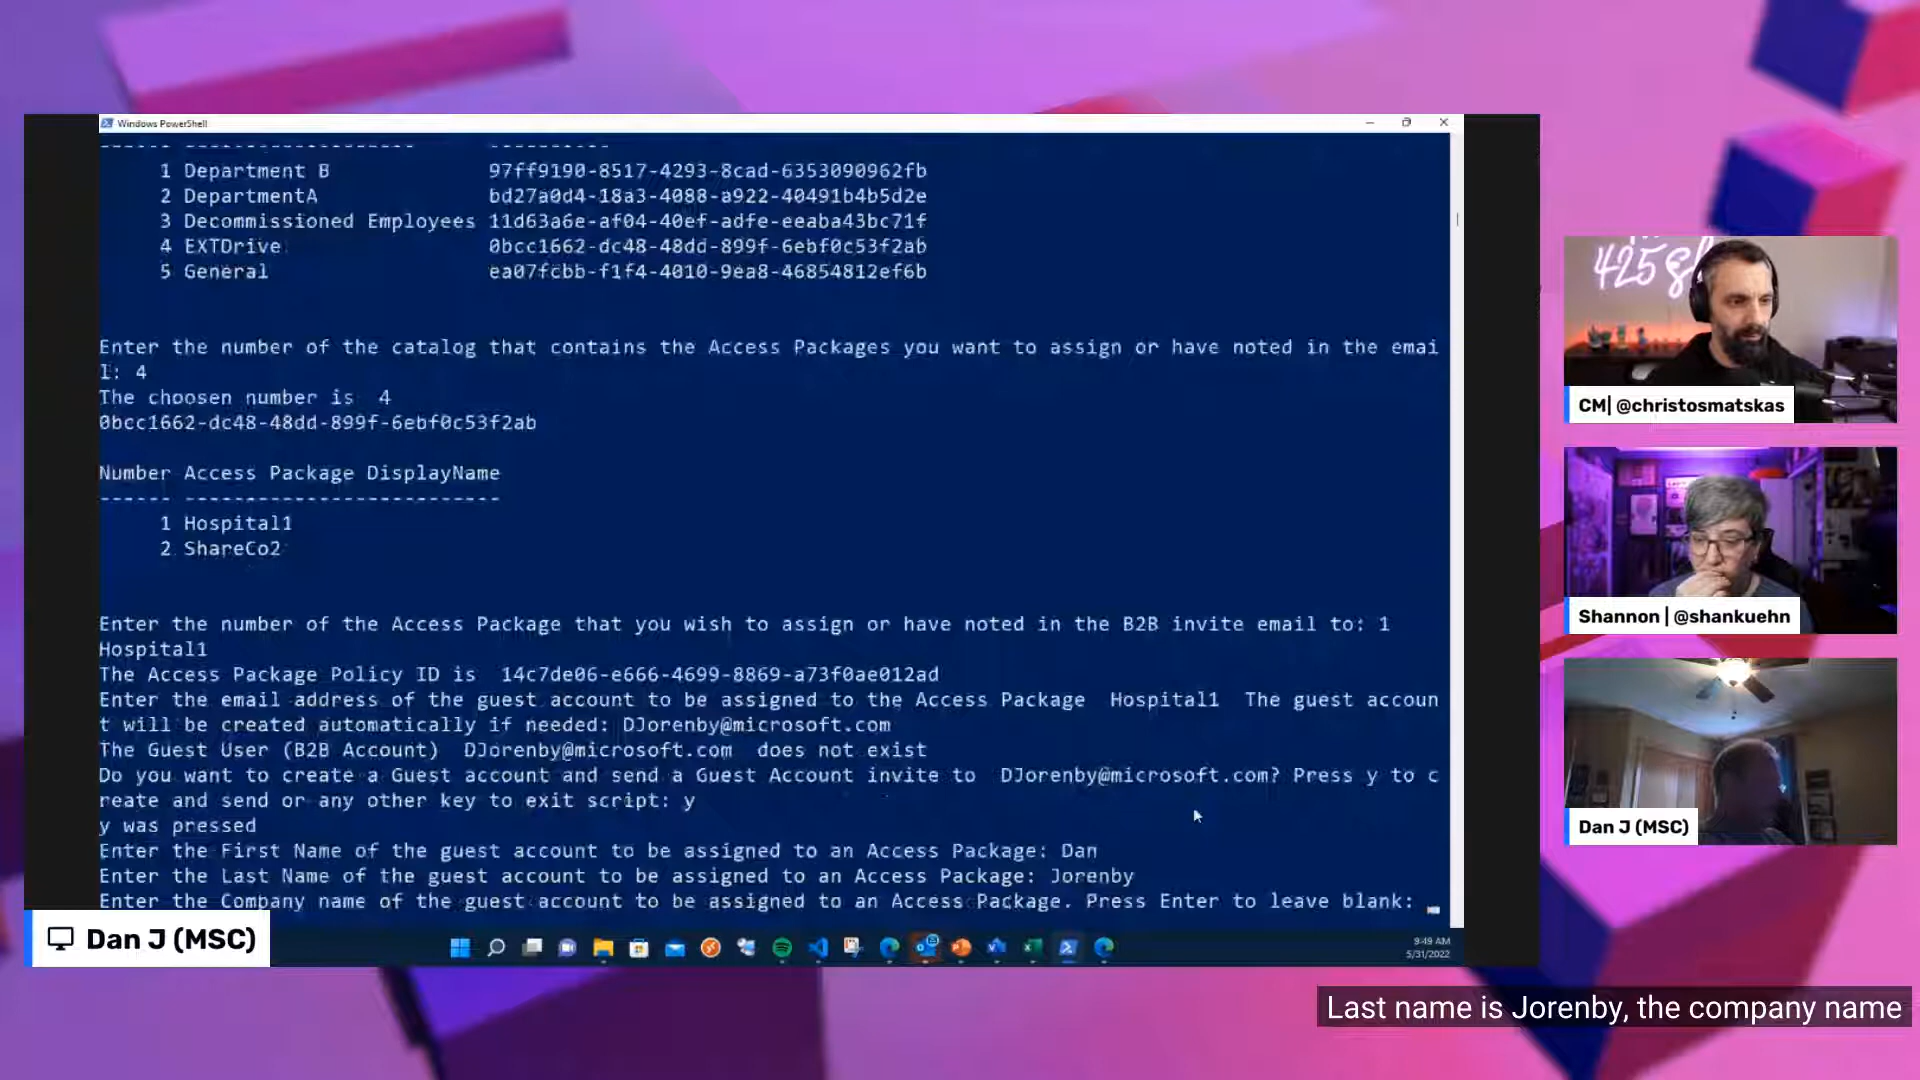 Windows PowerShell
------ ------------------- ----------
1 Department B 97ff9190-8517-4293-8cad-6353090962fb
2 DepartmentA bd27a0d4-18a3-4088-a922-40491b4b5d2e
3 Decommissioned Employees 11d63a6e-af04-40ef-adfe-eeaba43bc71f
4 EXTDrive 0bcc1662-dc48-48dd-899f-6ebf0c53f2ab
5 General ea07fcbb-f1f4-4010-9ea8-46854812ef6b
Enter the number of the catalog that contains the Access Packages you want to assign or have noted in the emai
l: 4
The choosen number is 4
0bcc1662-dc48-48dd-899f-6ebf0c53f2ab
Number Access Package DisplayName
------ --------------------------
1 Hospital1
2 ShareCo2
Enter the number of the Access Package that you wish to assign or have noted in the B2B invite email to: 1
Hospital1
The Access Package Policy ID is 14c7de06-e666-4699-8869-a73f0ae012ad
Enter the email address of the guest account to be assigned to the Access Package Hospital1 The guest accoun
t will be created automatically if needed: DJorenby@microsoft.com
The Guest User (B2B Account) DJorenby@microsoft.com does not exist
Do you want to create a Guest account and send a Guest Account invite to DJorenby@microsoft.com? Press y to c
reate and send or any other key to exit script: y
y was pressed
Enter the First Name of the guest account to be assigned to an Access Package: Dan
Enter the Last Name of the guest account to be assigned to an Access Package: Jorenby
Enter the Company name of the guest account to be assigned to an Access Package. Press Enter to leave blank:
9:49 AM
5/31/2022
Dan J (MSC)
425
CM| @christosmatskas
Shannon | @shankuehn
Dan J (MSC)
Last name is Jorenby, the company name